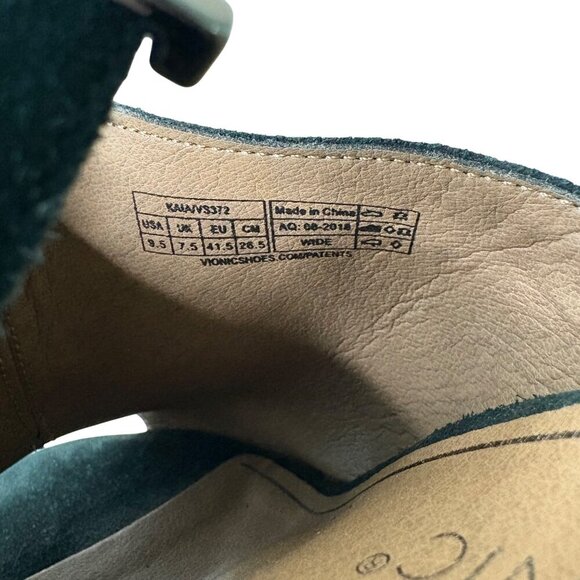 KAIA/VS372
USA UK EU CM
9.5 7.5 41.5 26.5
Made in China
AQ: 08-2018
WIDE
VIONICSHOES.COM/PATENTS
VIC